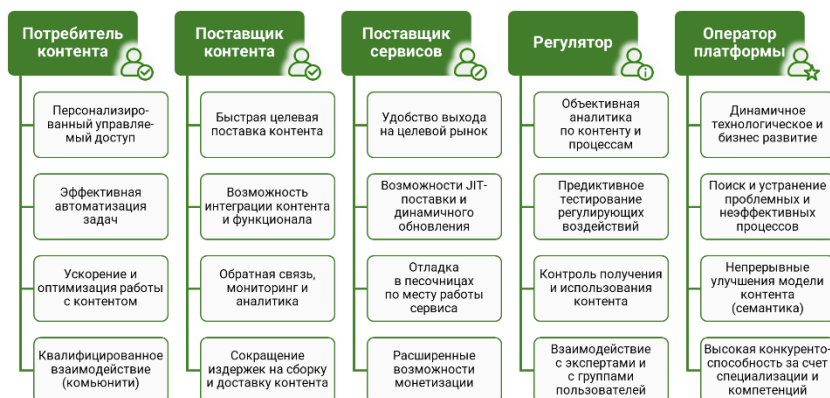 Потребитель
контента
Персонализиро-
ванный управляе-
мый доступ
Эффективная
автоматизация
задач
Ускорение и
оптимизация работы
с контентом
Квалифицированное
взаимодействие
(комьюнити)
Поставщик
контента
Быстрая целевая
поставка контента
Возможность
интеграции контента
и функционала
Обратная связь,
мониторинг и
аналитика
Сокращение
издержек на сборку
и доставку контента
Поставщик
сервисов
Удобство выхода
на целевой рынок
Возможности JIT-
поставки и
динамичного
обновления
Отладка
в песочницах
по месту работы
сервиса
Расширенные
возможности
монетизации
Регулятор
Объективная
аналитика
по контенту и
процессам
Предиктивное
тестирование
регулирующих
воздействий
Контроль получения
и использования
контента
Взаимодействие
с экспертами и
с группами
пользователей
Оператор
платформы
Динамичное
технологическое и
бизнес развитие
Поиск и устранение
проблемных и
неэффективных
процессов
Непрерывные
улучшения модели
контента
(семантика)
Высокая конкуренто-
способность за счет
специализации и
компетенций